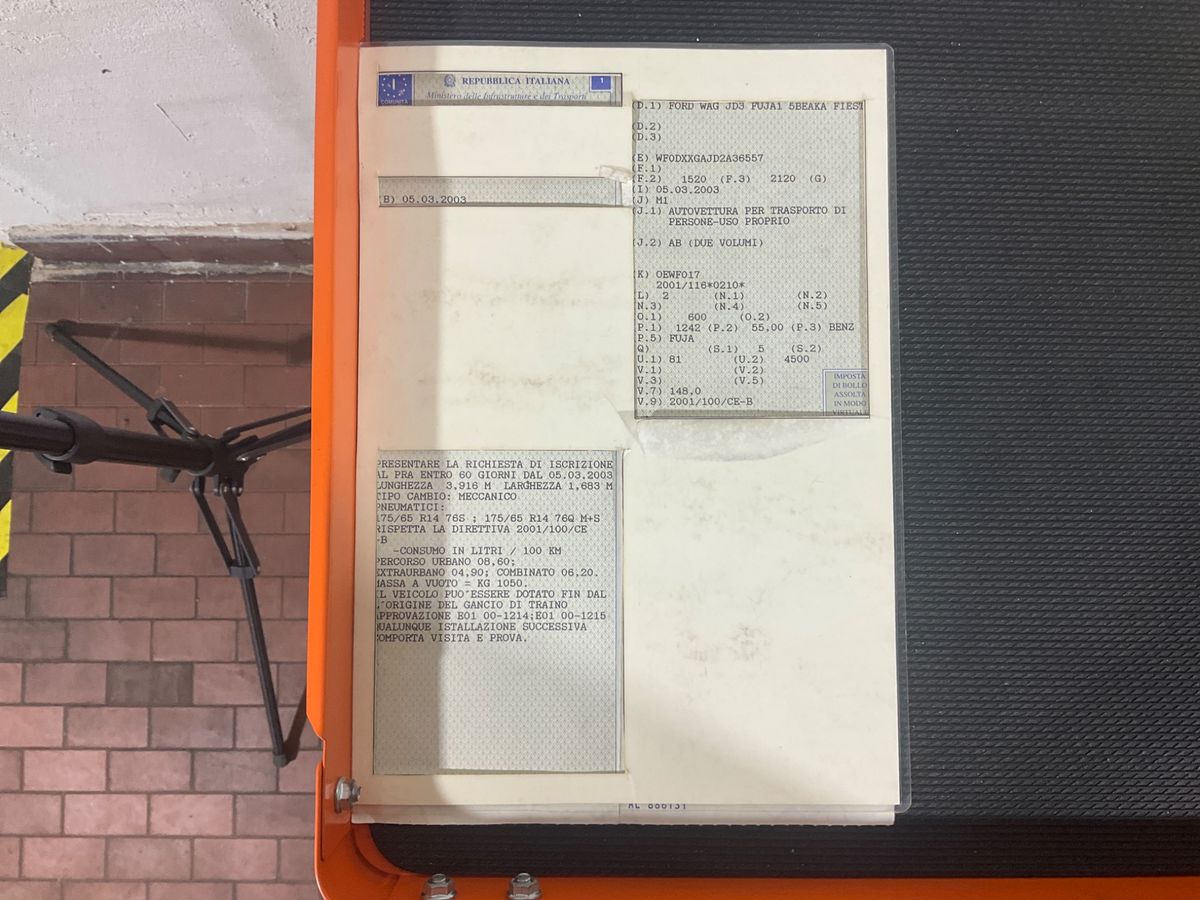 COMUNITÀ
REPUBBLICA ITALIANA
1
Ministero delle Infrastrutture e dei Trasporti
(B) 05.03.2003
PRESENTARE LA RICHIESTA DI ISCRIZIONE
AL PRA ENTRO 60 GIORNI DAL 05.03.2003
LUNGHEZZA 3,916 M LARGHEZZA 1,683 M
TIPO CAMBIO: MECCANICO
PNEUMATICI:
175/65 R14 76S ; 175/65 R14 76Q M+S
RISPETTA LA DIRETTIVA 2001/100/CE
-B
-CONSUMO IN LITRI / 100 KM
PERCORSO URBANO 08,60;
EXTRAURBANO 04,90; COMBINATO 06,20.
MASSA A VUOTO = KG 1050.
IL VEICOLO PUO'ESSERE DOTATO FIN DAL
L'ORIGINE DEL GANCIO DI TRAINO
APPROVAZIONE E01 00-1214;E01 00-1215
QUALUNQUE ISTALLAZIONE SUCCESSIVA
COMPORTA VISITA E PROVA.
(D.1) FORD WAG JD3 FUJA1 5BEAKA FIEST
(D.2)
(D.3)
(E) WF0DXXGAJD2A36557
(F.1)
(F.2) 1520 (F.3) 2120 (G)
(I) 05.03.2003
(J) M1
(J.1) AUTOVETTURA PER TRASPORTO DI
PERSONE-USO PROPRIO
(J.2) AB (DUE VOLUMI)
(K) OEWF017
2001/116*0210*
(L) 2 (N.1) (N.2)
(N.3) (N.4) (N.5)
(O.1) 600 (O.2)
(P.1) 1242 (P.2) 55,00 (P.3) BENZ
(P.5) FUJA
(Q) (S.1) 5 (S.2)
(U.1) 81 (U.2) 4500
(V.1) (V.2)
(V.3) (V.5)
(V.7) 148,0
(V.9) 2001/100/CE-B
IMPOSTA
DI BOLLO
ASSOLTA
IN MODO
VIRTUALE